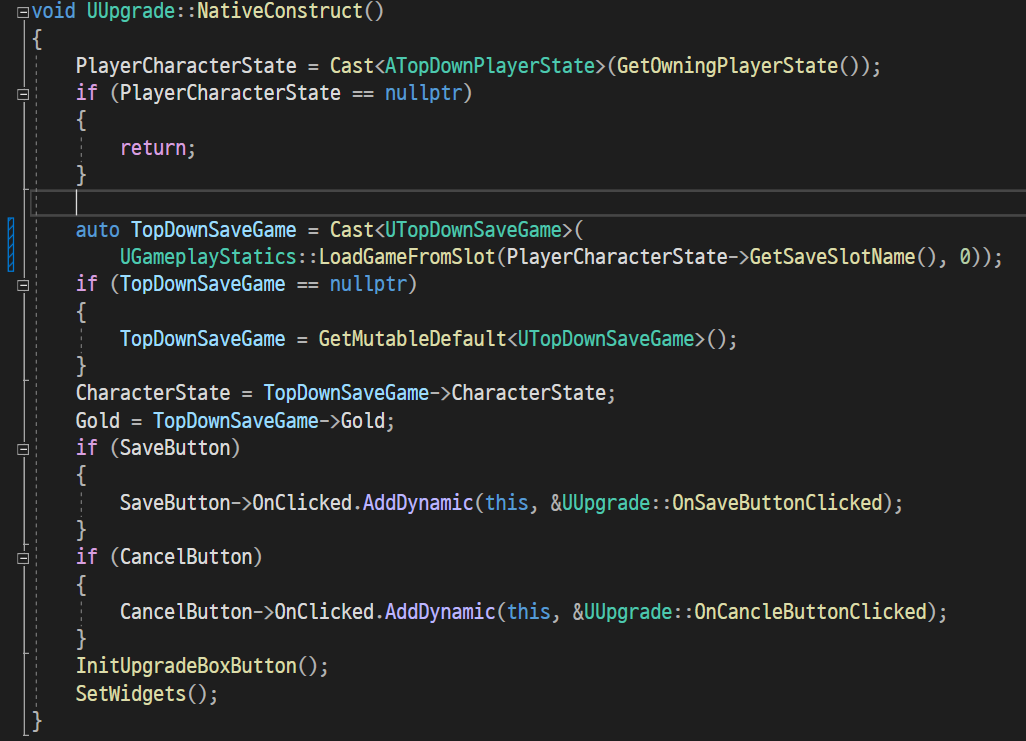 void UUpgrade::NativeConstruct()
{
    PlayerCharacterState = Cast<ATopDownPlayerState>(GetOwningPlayerState());
    if (PlayerCharacterState == nullptr)
    {
        return;
    }

    auto TopDownSaveGame = Cast<UTopDownSaveGame>(
        UGameplayStatics::LoadGameFromSlot(PlayerCharacterState->GetSaveSlotName(), 0));
    if (TopDownSaveGame == nullptr)
    {
        TopDownSaveGame = GetMutableDefault<UTopDownSaveGame>();
    }
    CharacterState = TopDownSaveGame->CharacterState;
    Gold = TopDownSaveGame->Gold;
    if (SaveButton)
    {
        SaveButton->OnClicked.AddDynamic(this, &UUpgrade::OnSaveButtonClicked);
    }
    if (CancelButton)
    {
        CancelButton->OnClicked.AddDynamic(this, &UUpgrade::OnCancleButtonClicked);
    }
    InitUpgradeBoxButton();
    SetWidgets();
}